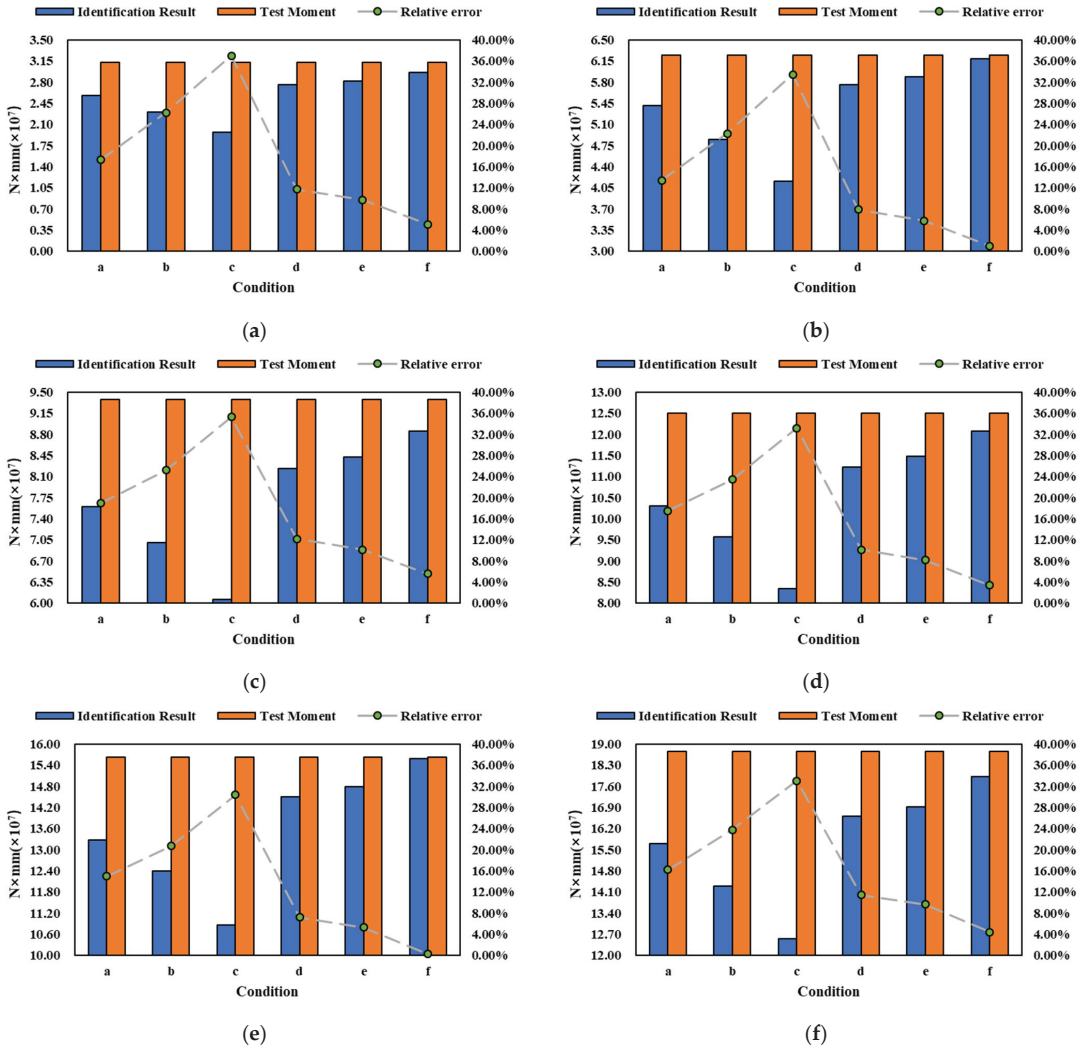 Identification Result Test Moment Relative error
3.50 3.15 2.80 2.45 2.10 1.75 1.40 1.05 0.70 0.35 0.00
N×mm(×10⁷)
40.00% 36.00% 32.00% 28.00% 24.00% 20.00% 16.00% 12.00% 8.00% 4.00% 0.00%
a b c d e f
Condition
(a)
Identification Result Test Moment Relative error
6.50 6.15 5.80 5.45 5.10 4.75 4.40 4.05 3.70 3.35 3.00
N×mm(×10⁷)
40.00% 36.00% 32.00% 28.00% 24.00% 20.00% 16.00% 12.00% 8.00% 4.00% 0.00%
a b c d e f
Condition
(b)
Identification Result Test Moment Relative error
9.50 9.15 8.80 8.45 8.10 7.75 7.40 7.05 6.70 6.35 6.00
N×mm(×10⁷)
40.00% 36.00% 32.00% 28.00% 24.00% 20.00% 16.00% 12.00% 8.00% 4.00% 0.00%
a b c d e f
Condition
(c)
Identification Result Test Moment Relative error
13.00 12.50 12.00 11.50 11.00 10.50 10.00 9.50 9.00 8.50 8.00
N×mm(×10⁷)
40.00% 36.00% 32.00% 28.00% 24.00% 20.00% 16.00% 12.00% 8.00% 4.00% 0.00%
a b c d e f
Condition
(d)
Identification Result Test Moment Relative error
16.00 15.40 14.80 14.20 13.60 13.00 12.40 11.80 11.20 10.60 10.00
N×mm(×10⁷)
40.00% 36.00% 32.00% 28.00% 24.00% 20.00% 16.00% 12.00% 8.00% 4.00% 0.00%
a b c d e f
Condition
(e)
Identification Result Test Moment Relative error
19.00 18.30 17.60 16.90 16.20 15.50 14.80 14.10 13.40 12.70 12.00
N×mm(×10⁷)
40.00% 36.00% 32.00% 28.00% 24.00% 20.00% 16.00% 12.00% 8.00% 4.00% 0.00%
a b c d e f
Condition
(f)